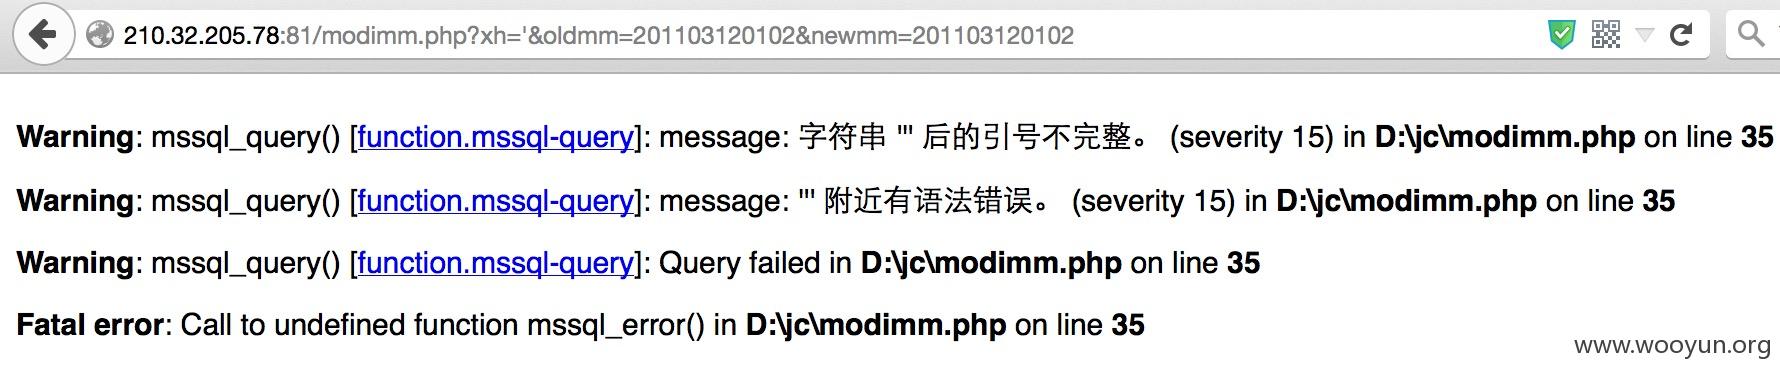 210.32.205.78:81/modimm.php?xh='&oldmm=201103120102&newmm=201103120102
Warning: mssql_query() [function.mssql-query]: message: 字符串 ''' 后的引号不完整。 (severity 15) in D:\jc\modimm.php on line 35
Warning: mssql_query() [function.mssql-query]: message: ''' 附近有语法错误。 (severity 15) in D:\jc\modimm.php on line 35
Warning: mssql_query() [function.mssql-query]: Query failed in D:\jc\modimm.php on line 35
Fatal error: Call to undefined function mssql_error() in D:\jc\modimm.php on line 35
www.wooyun.org